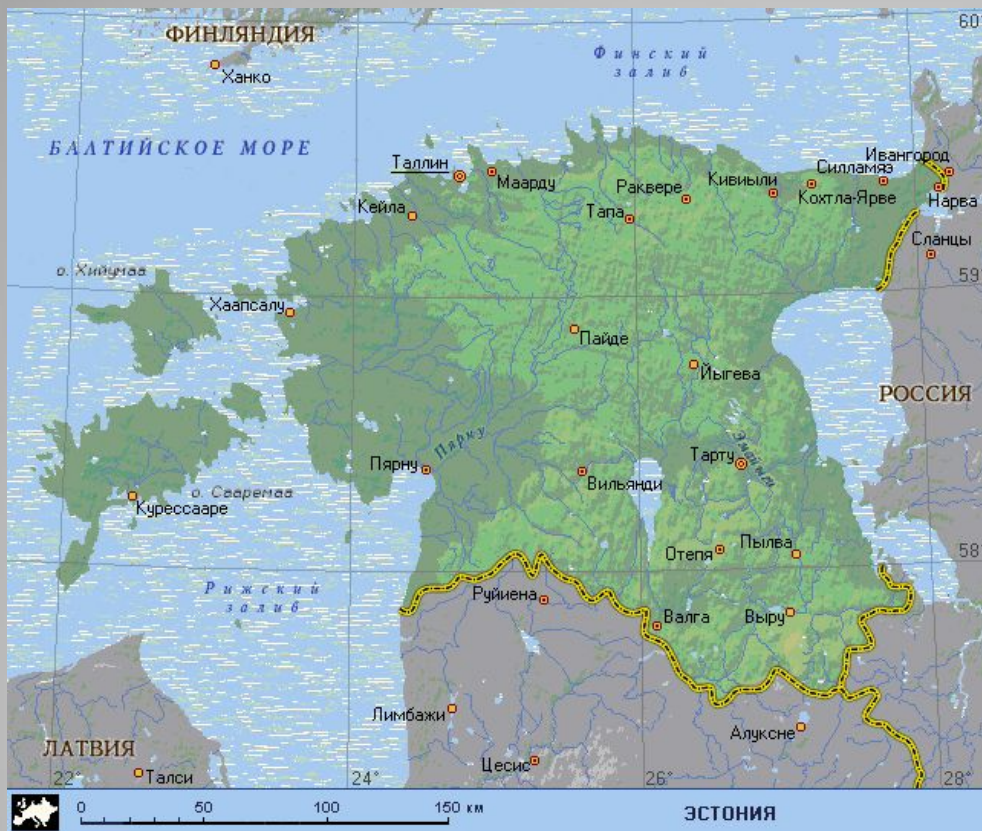 60°
ФИНЛЯНДИЯ
Ханко
Финский
залив
БАЛТИЙСКОЕ МОРЕ
Таллин
Маарду
Раквере
Кивиыли
Силламяэ
Ивангород
Кейла
Тапа
Кохтла-Ярве
Нарва
Сланцы
о. Хийумаа
59°
Хаапсалу
Пайде
Йыгева
РОССИЯ
Пярну
Эмайыги
Тарту
Пярну
Вильянди
о. Сааремаа
Курессааре
Отепя
Пылва
58°
Рижский
залив
Руйиена
Валга
Выру
Лимбажи
Алуксне
ЛАТВИЯ
Цесис
Талси
22°
24°
26°
28°
0
50
100
150 км
ЭСТОНИЯ